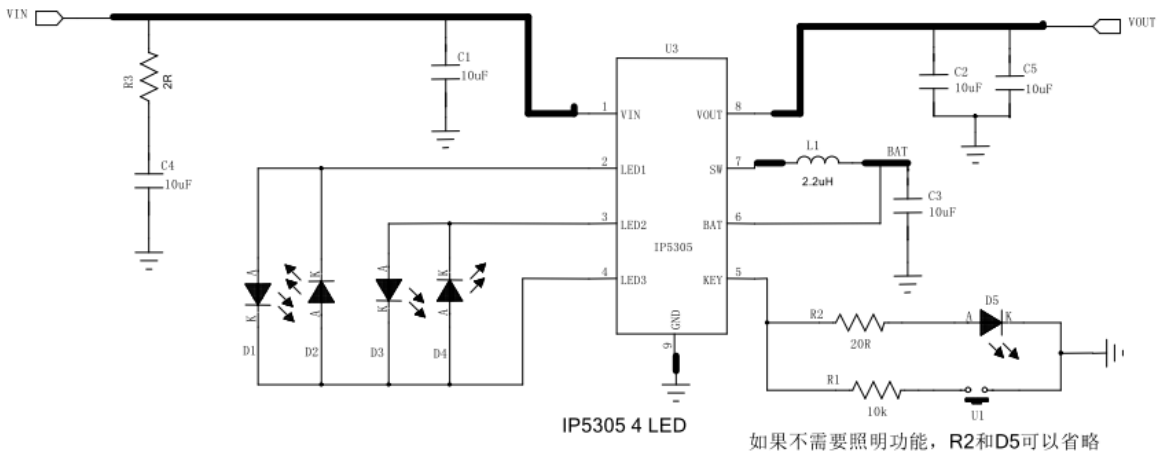 VIN
VOUT
U3
R3
2R
C1
10uF
C2
10uF
C5
10uF
1
VIN
VOUT
8
C4
10uF
2
LED1
SW
7
L1
2.2uH
BAT
3
LED2
BAT
6
C3
10uF
IP5305
4
LED3
KEY
5
A
K
D1
K
A
D2
A
K
D3
K
A
D4
GND
9
R2
20R
A
D5
K
R1
10k
U1
IP5305 4 LED
如果不需要照明功能，R2和D5可以省略